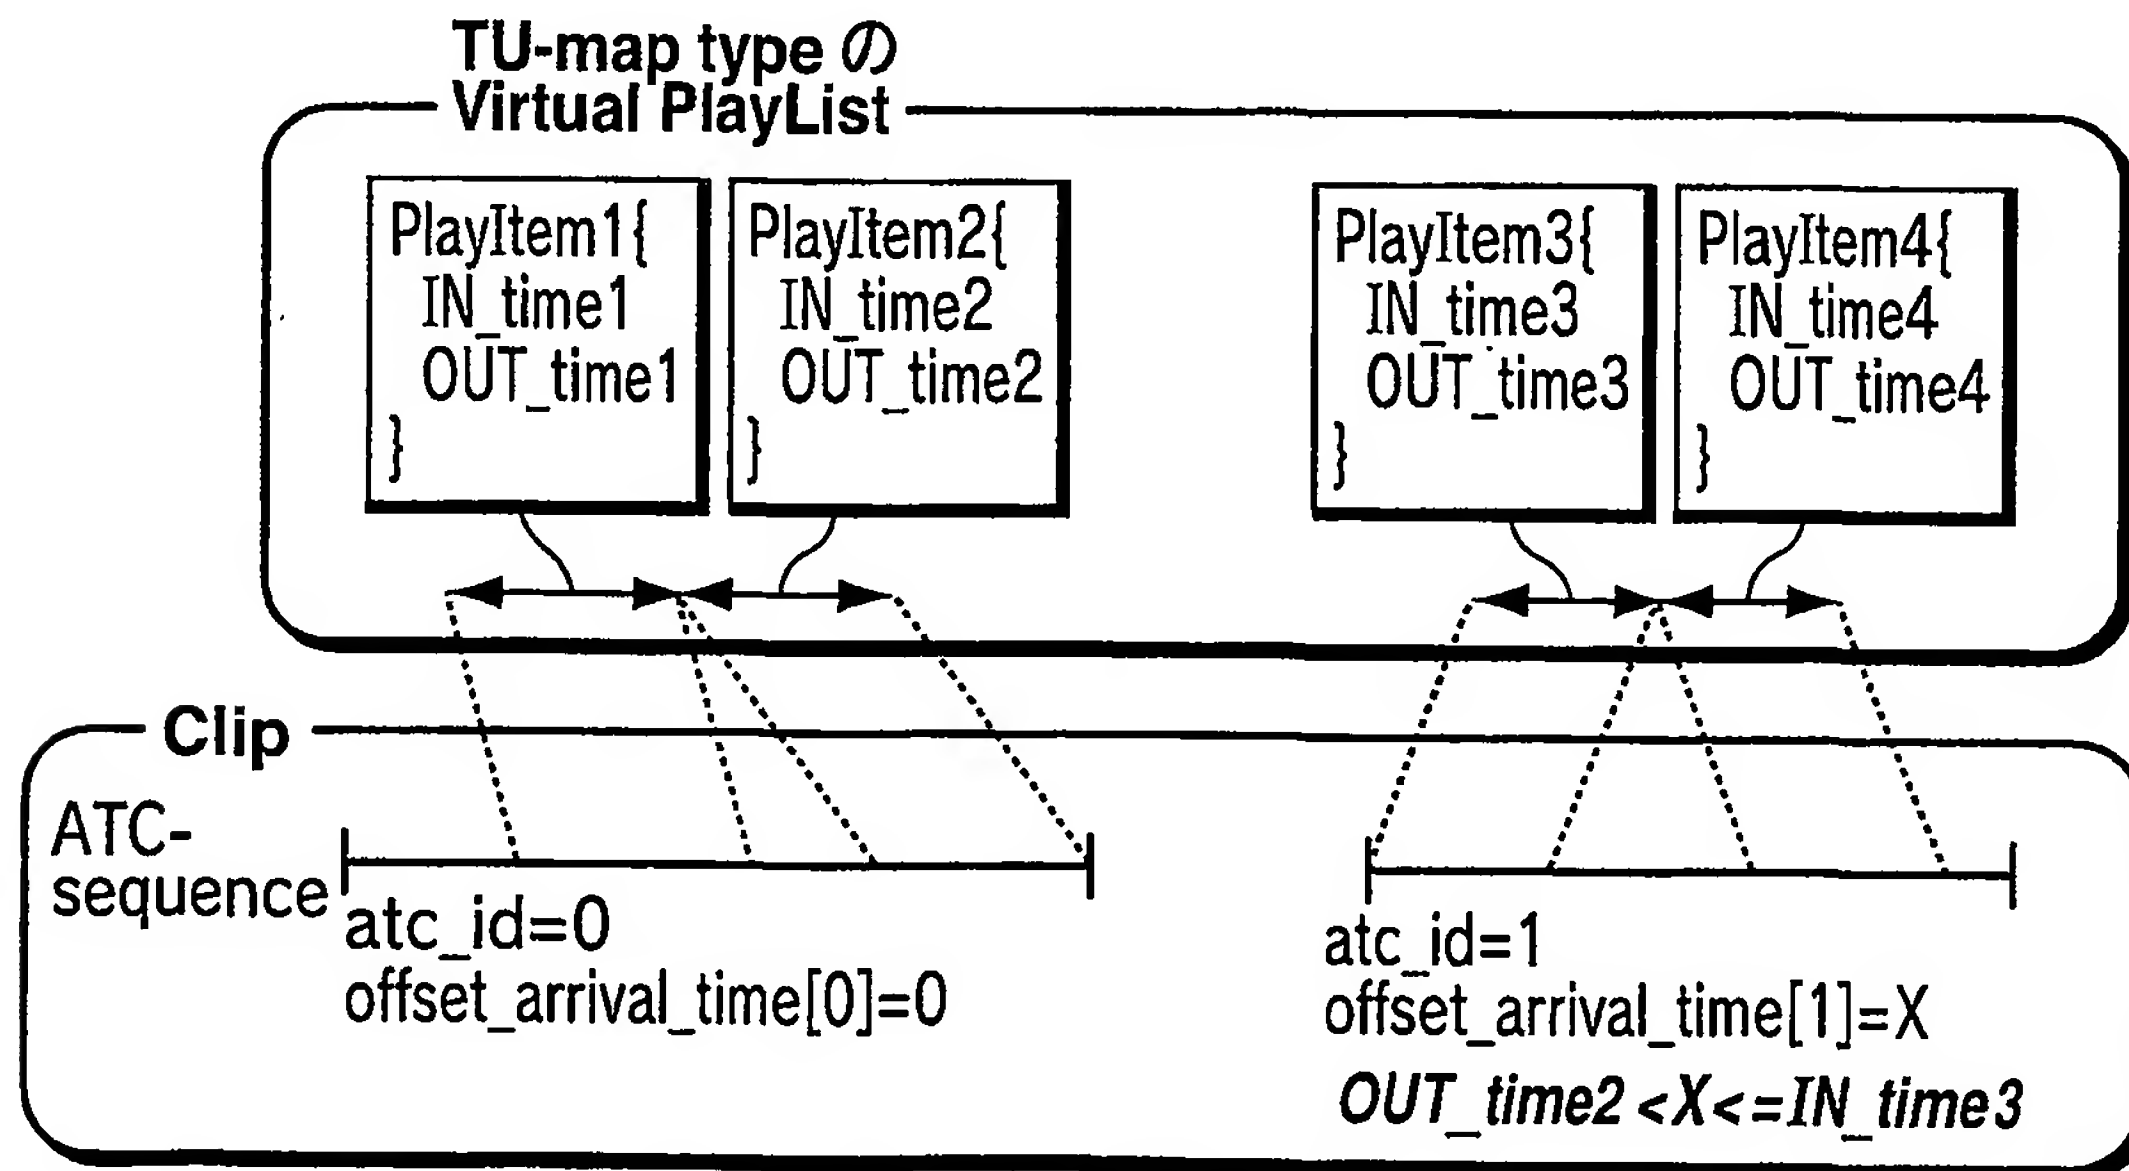 TU-map type の
Virtual PlayList
PlayItem1{
IN_time1
OUT_time1
}
PlayItem2{
IN_time2
OUT_time2
}
PlayItem3{
IN_time3
OUT_time3
}
PlayItem4{
IN_time4
OUT_time4
}
Clip
ATC-
sequence
atc_id=0
offset_arrival_time[0]=0
atc_id=1
offset_arrival_time[1]=X
OUT_time2<X<=IN_time3